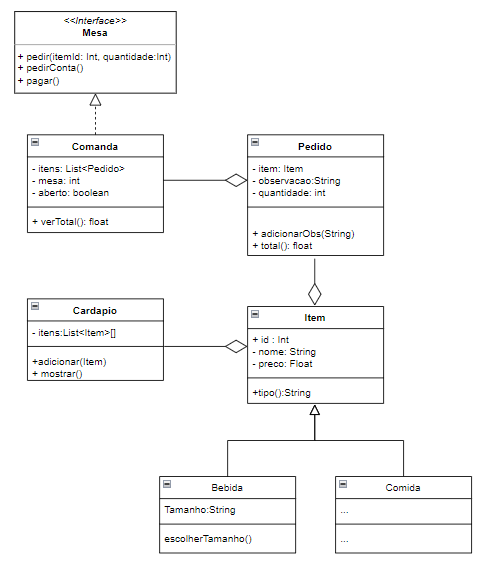 <<Interface>>
Mesa
+ pedir(itemId: Int, quantidade:Int)
+ pedirConta()
+ pagar()
Comanda
- itens: List<Pedido>
- mesa: int
- aberto: boolean
+ verTotal(): float
Pedido
- item: Item
- observacao:String
- quantidade: int
+ adicionarObs(String)
+ total(): float
Cardapio
- itens:List<Item>[]
+adicionar(Item)
+ mostrar()
Item
+ id : Int
- nome: String
- preco: Float
+tipo():String
Bebida
Tamanho:String
escolherTamanho()
Comida
...
...